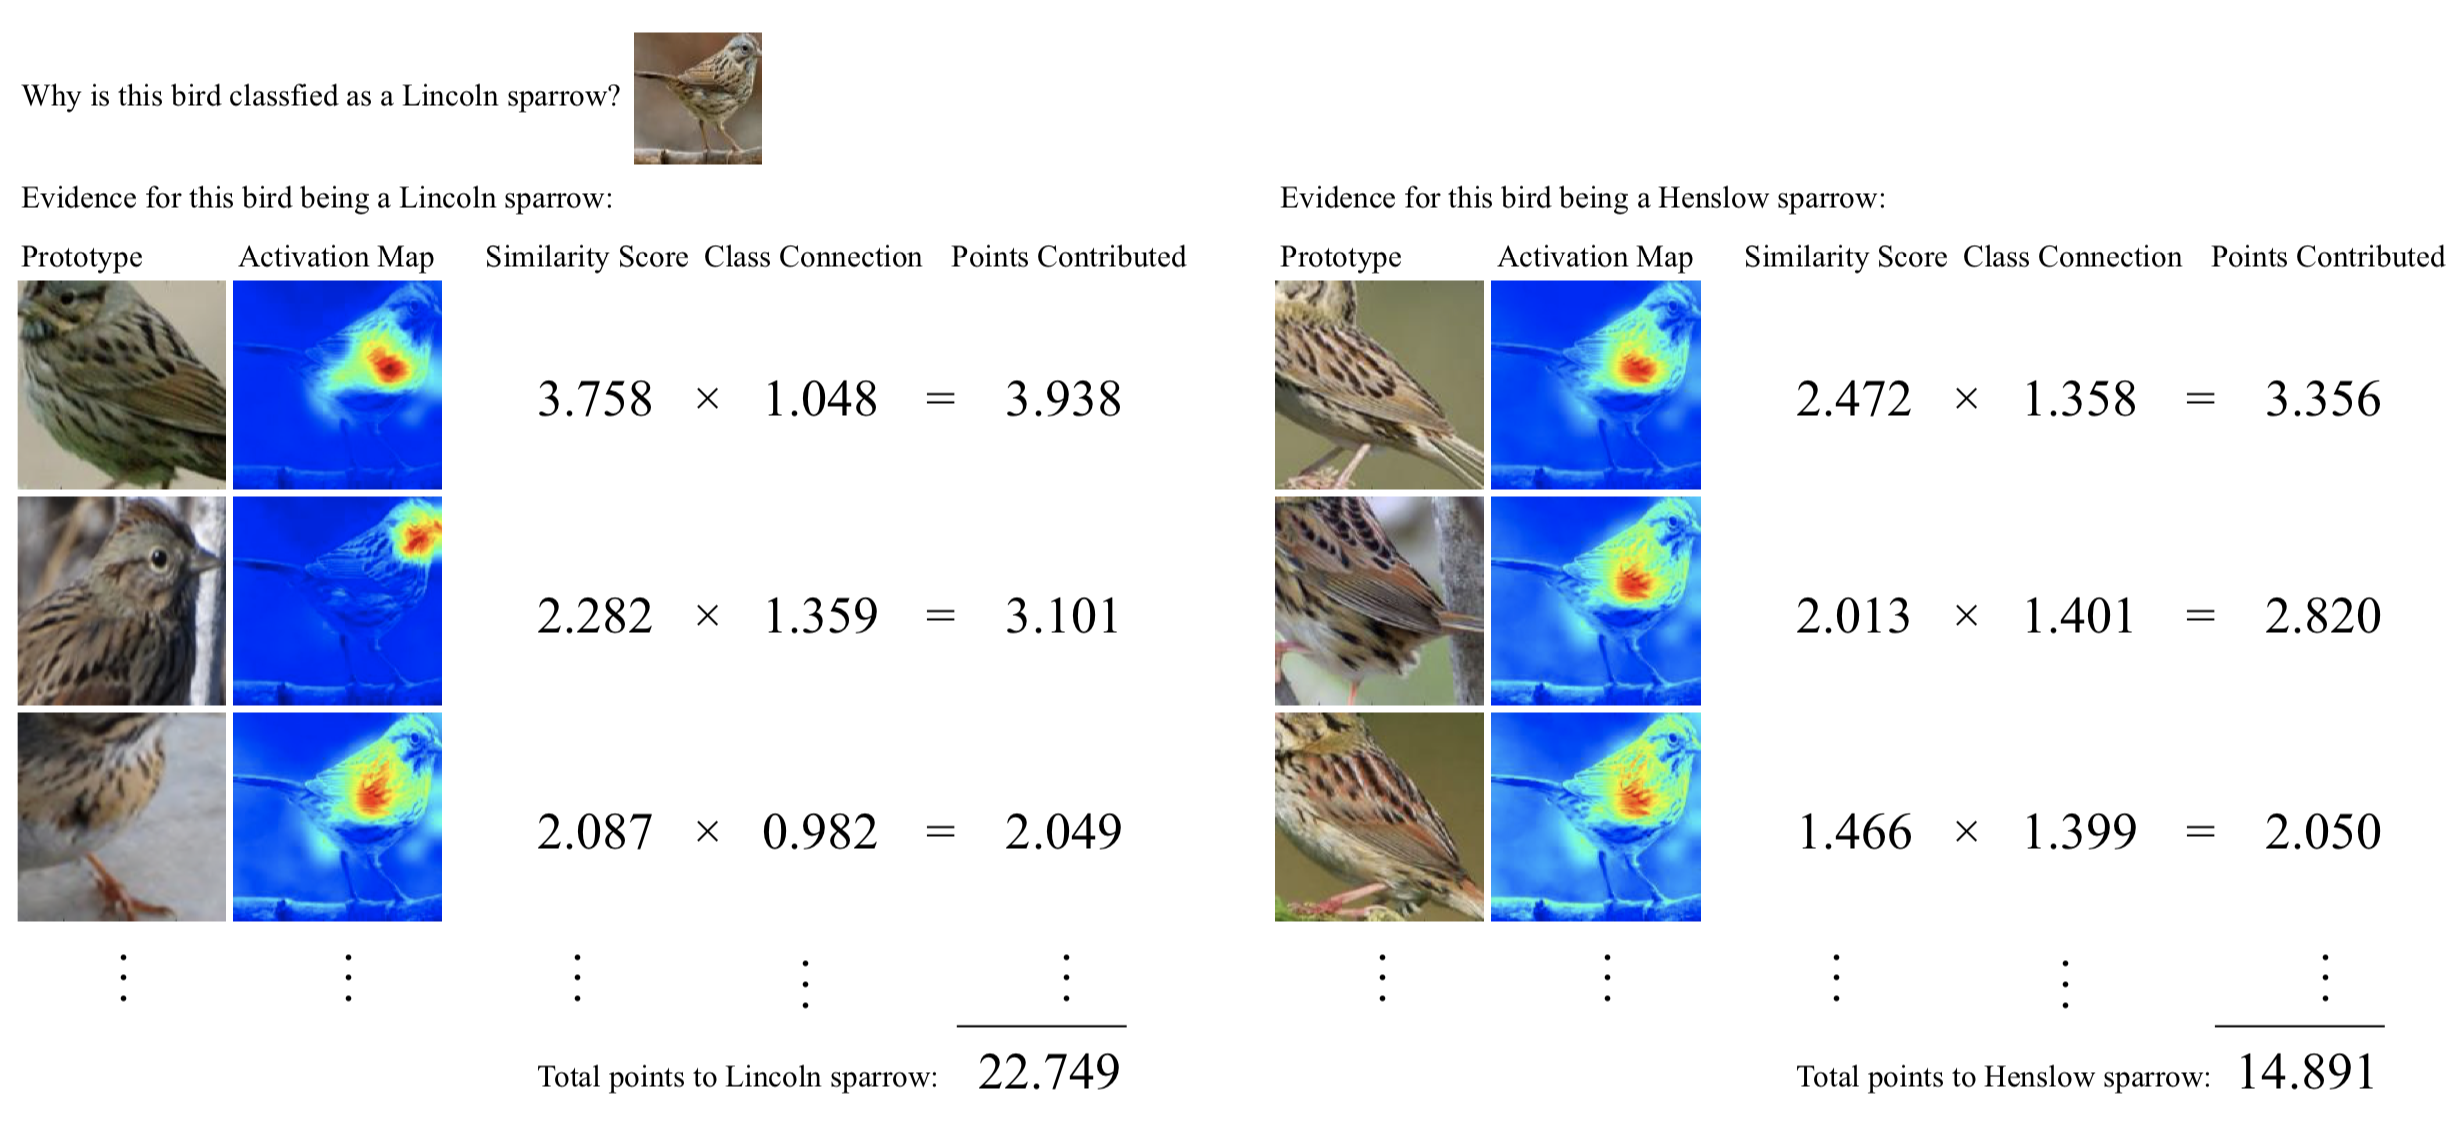 Why is this bird classfied as a Lincoln sparrow?
Evidence for this bird being a Lincoln sparrow:
Prototype Activation Map Similarity Score Class Connection Points Contributed
3.758 × 1.048 = 3.938
2.282 × 1.359 = 3.101
2.087 × 0.982 = 2.049
Total points to Lincoln sparrow: 22.749
Evidence for this bird being a Henslow sparrow:
Prototype Activation Map Similarity Score Class Connection Points Contributed
2.472 × 1.358 = 3.356
2.013 × 1.401 = 2.820
1.466 × 1.399 = 2.050
Total points to Henslow sparrow: 14.891